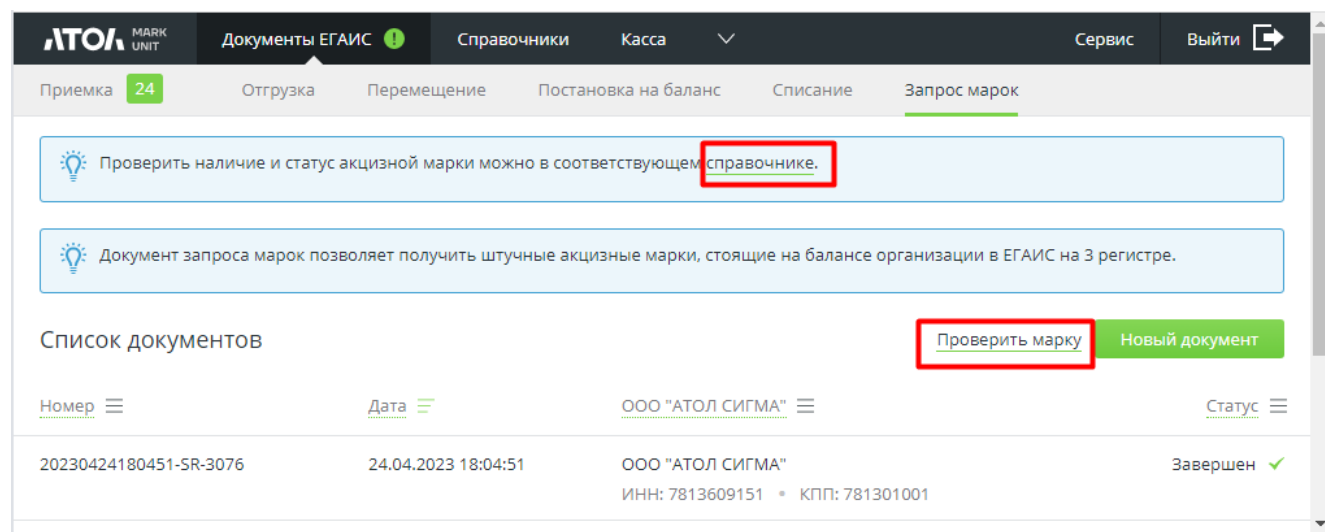 АТОЛ MARK UNIT Документы ЕГАИС ! Справочники Касса Сервис Выйти
Приемка 24 Отгрузка Перемещение Постановка на баланс Списание Запрос марок
Проверить наличие и статус акцизной марки можно в соответствующем справочнике.
Документ запроса марок позволяет получить штучные акцизные марки, стоящие на балансе организации в ЕГАИС на 3 регистре.
Список документов Проверить марку Новый документ
Номер Дата ООО "АТОЛ СИГМА" Статус
20230424180451-SR-3076 24.04.2023 18:04:51 ООО "АТОЛ СИГМА" Завершен
ИНН: 7813609151 • КПП: 781301001